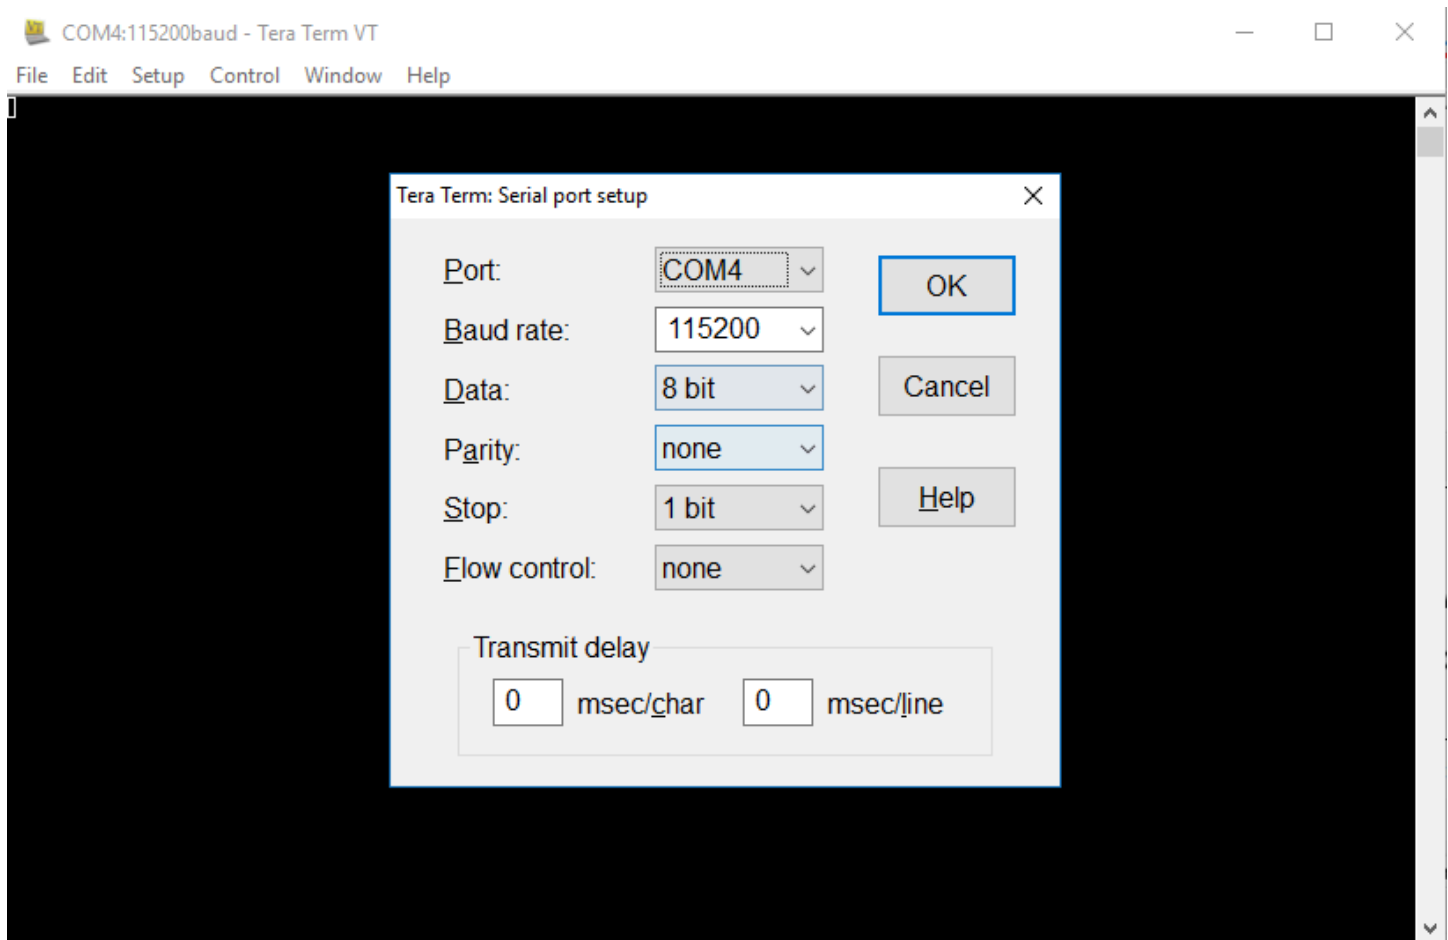 COM4:115200baud - Tera Term VT
File Edit Setup Control Window Help
Tera Term: Serial port setup
Port: COM4 OK
Baud rate: 115200
Data: 8 bit Cancel
Parity: none
Stop: 1 bit Help
Flow control: none
Transmit delay
0 msec/char 0 msec/line